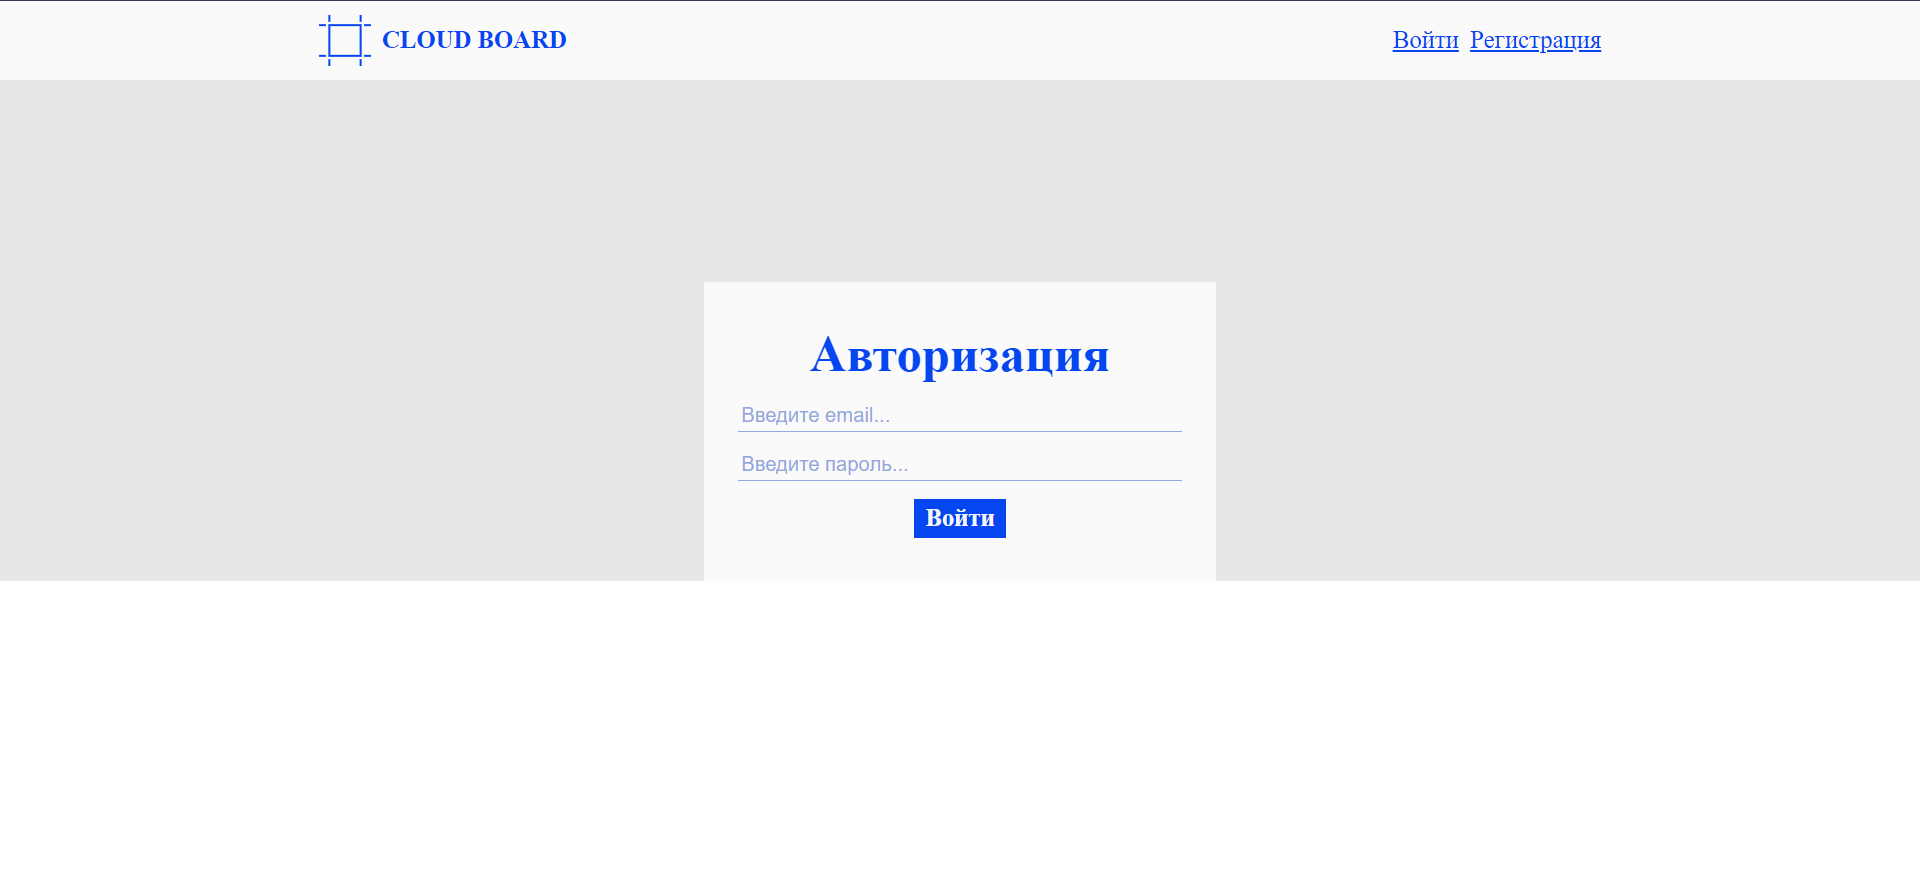 CLOUD BOARD
Войти Регистрация
Авторизация
Введите email...
Введите пароль...
Войти